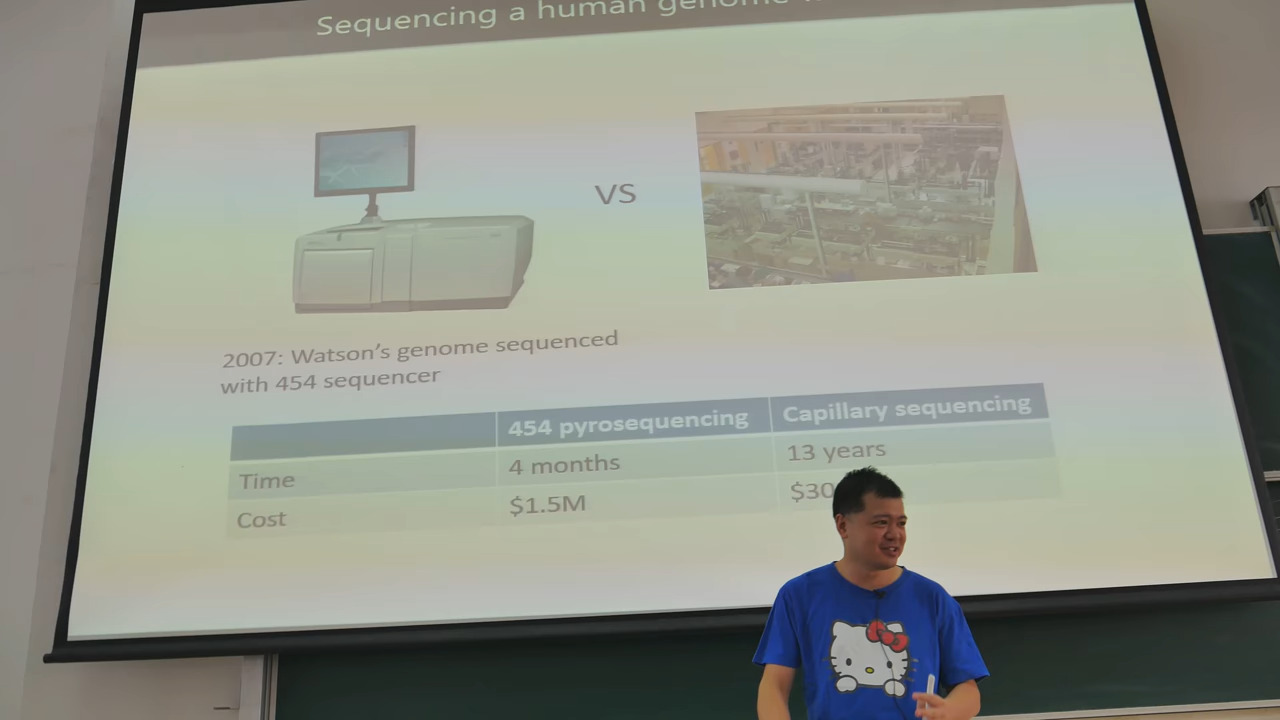 Sequencing a human genome
VS
2007: Watson's genome sequenced
with 454 sequencer
454 pyrosequencing Capillary sequencing
Time 4 months 13 years
Cost $1.5M $30